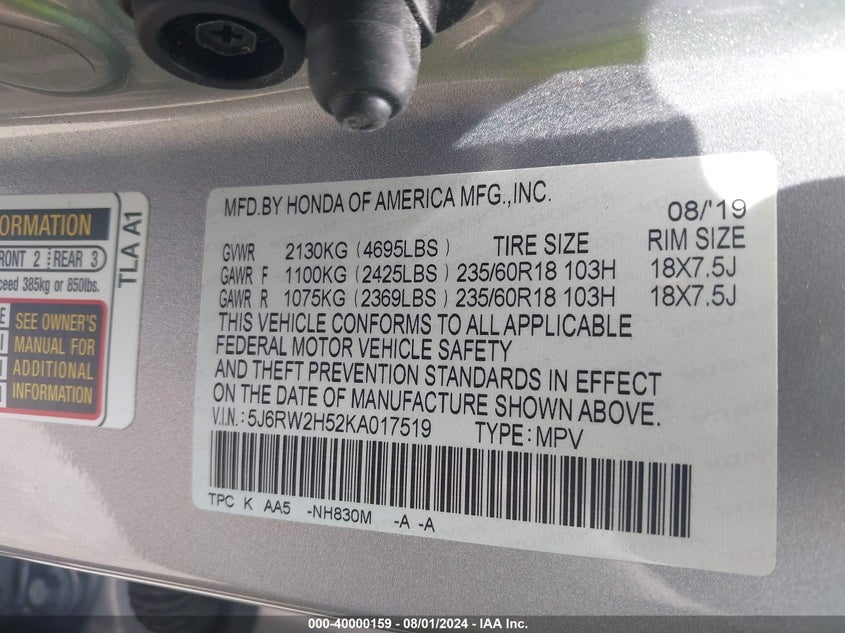 ORMATION
RONT 2 REAR 3
ceed 385kg or 850lbs.
SEE OWNER'S
MANUAL FOR
ADDITIONAL
INFORMATION
TLA A1
MFD.BY HONDA OF AMERICA MFG.,INC. 08/'19
GVWR 2130KG (4695LBS) TIRE SIZE RIM SIZE
GAWR F 1100KG (2425LBS) 235/60R18 103H 18X7.5J
GAWR R 1075KG (2369LBS) 235/60R18 103H 18X7.5J
THIS VEHICLE CONFORMS TO ALL APPLICABLE
FEDERAL MOTOR VEHICLE SAFETY
AND THEFT PREVENTION STANDARDS IN EFFECT
ON THE DATE OF MANUFACTURE SHOWN ABOVE.
V.I.N.: 5J6RW2H52KA017519 TYPE: MPV
TPC K AA5 -NH830M -A -A
000-40000159 - 08/01/2024 - IAA Inc.